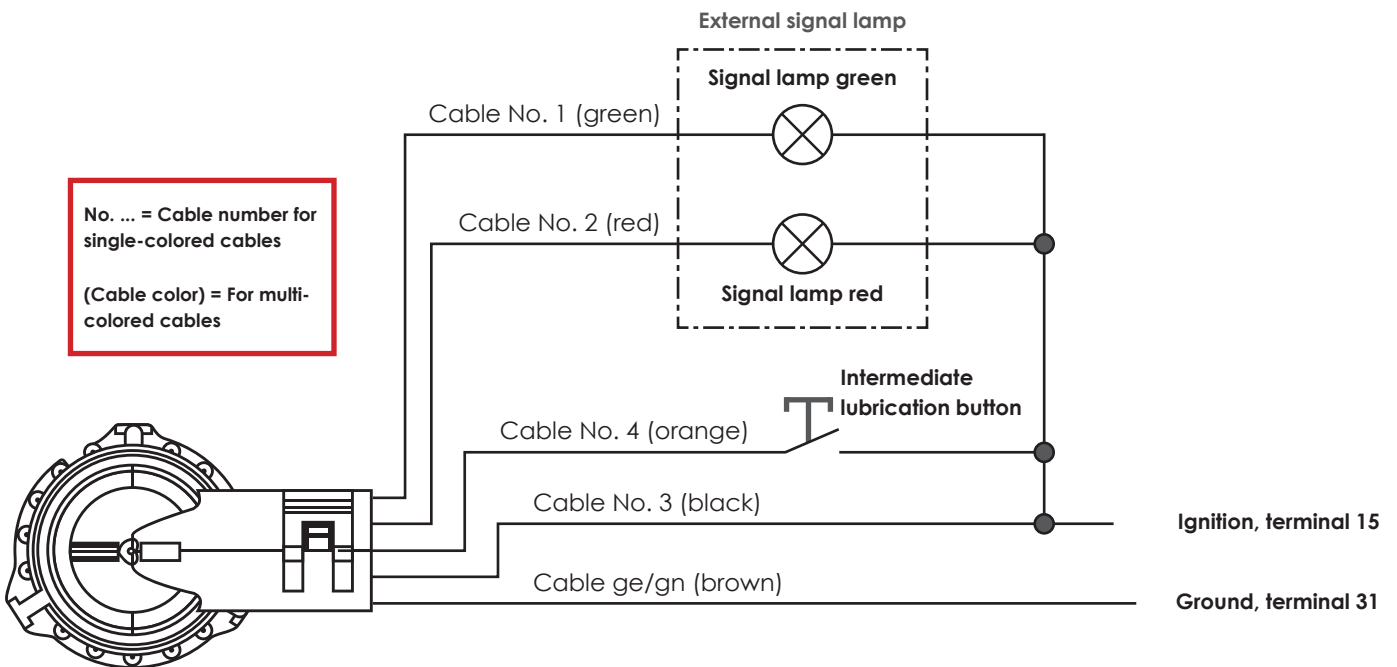 External signal lamp
Signal lamp green
Cable No. 1 (green)
No. ... = Cable number for
single-colored cables
(Cable color) = For multi-
colored cables
Cable No. 2 (red)
Signal lamp red
Intermediate
lubrication button
Cable No. 4 (orange)
Cable No. 3 (black)
Ignition, terminal 15
Cable ge/gn (brown)
Ground, terminal 31